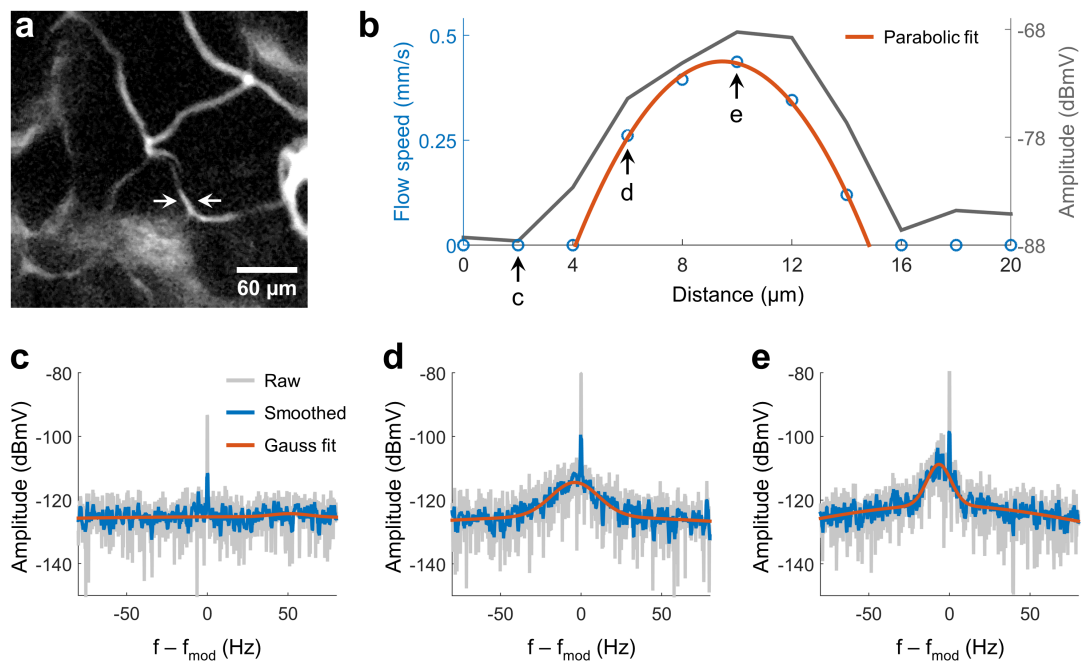 a
60 μm
b
Flow speed (mm/s)
0.5
0.25
0
Parabolic fit
c
d
e
0 4 8 12 16 20
Distance (μm)
-68
-78
-88
Amplitude (dBmV)
c
Amplitude (dBmV)
-80
-100
-120
-140
Raw
Smoothed
Gauss fit
-50 0 50
f – fmod (Hz)
d
Amplitude (dBmV)
-80
-100
-120
-140
-50 0 50
f – fmod (Hz)
e
Amplitude (dBmV)
-80
-100
-120
-140
-50 0 50
f – fmod (Hz)